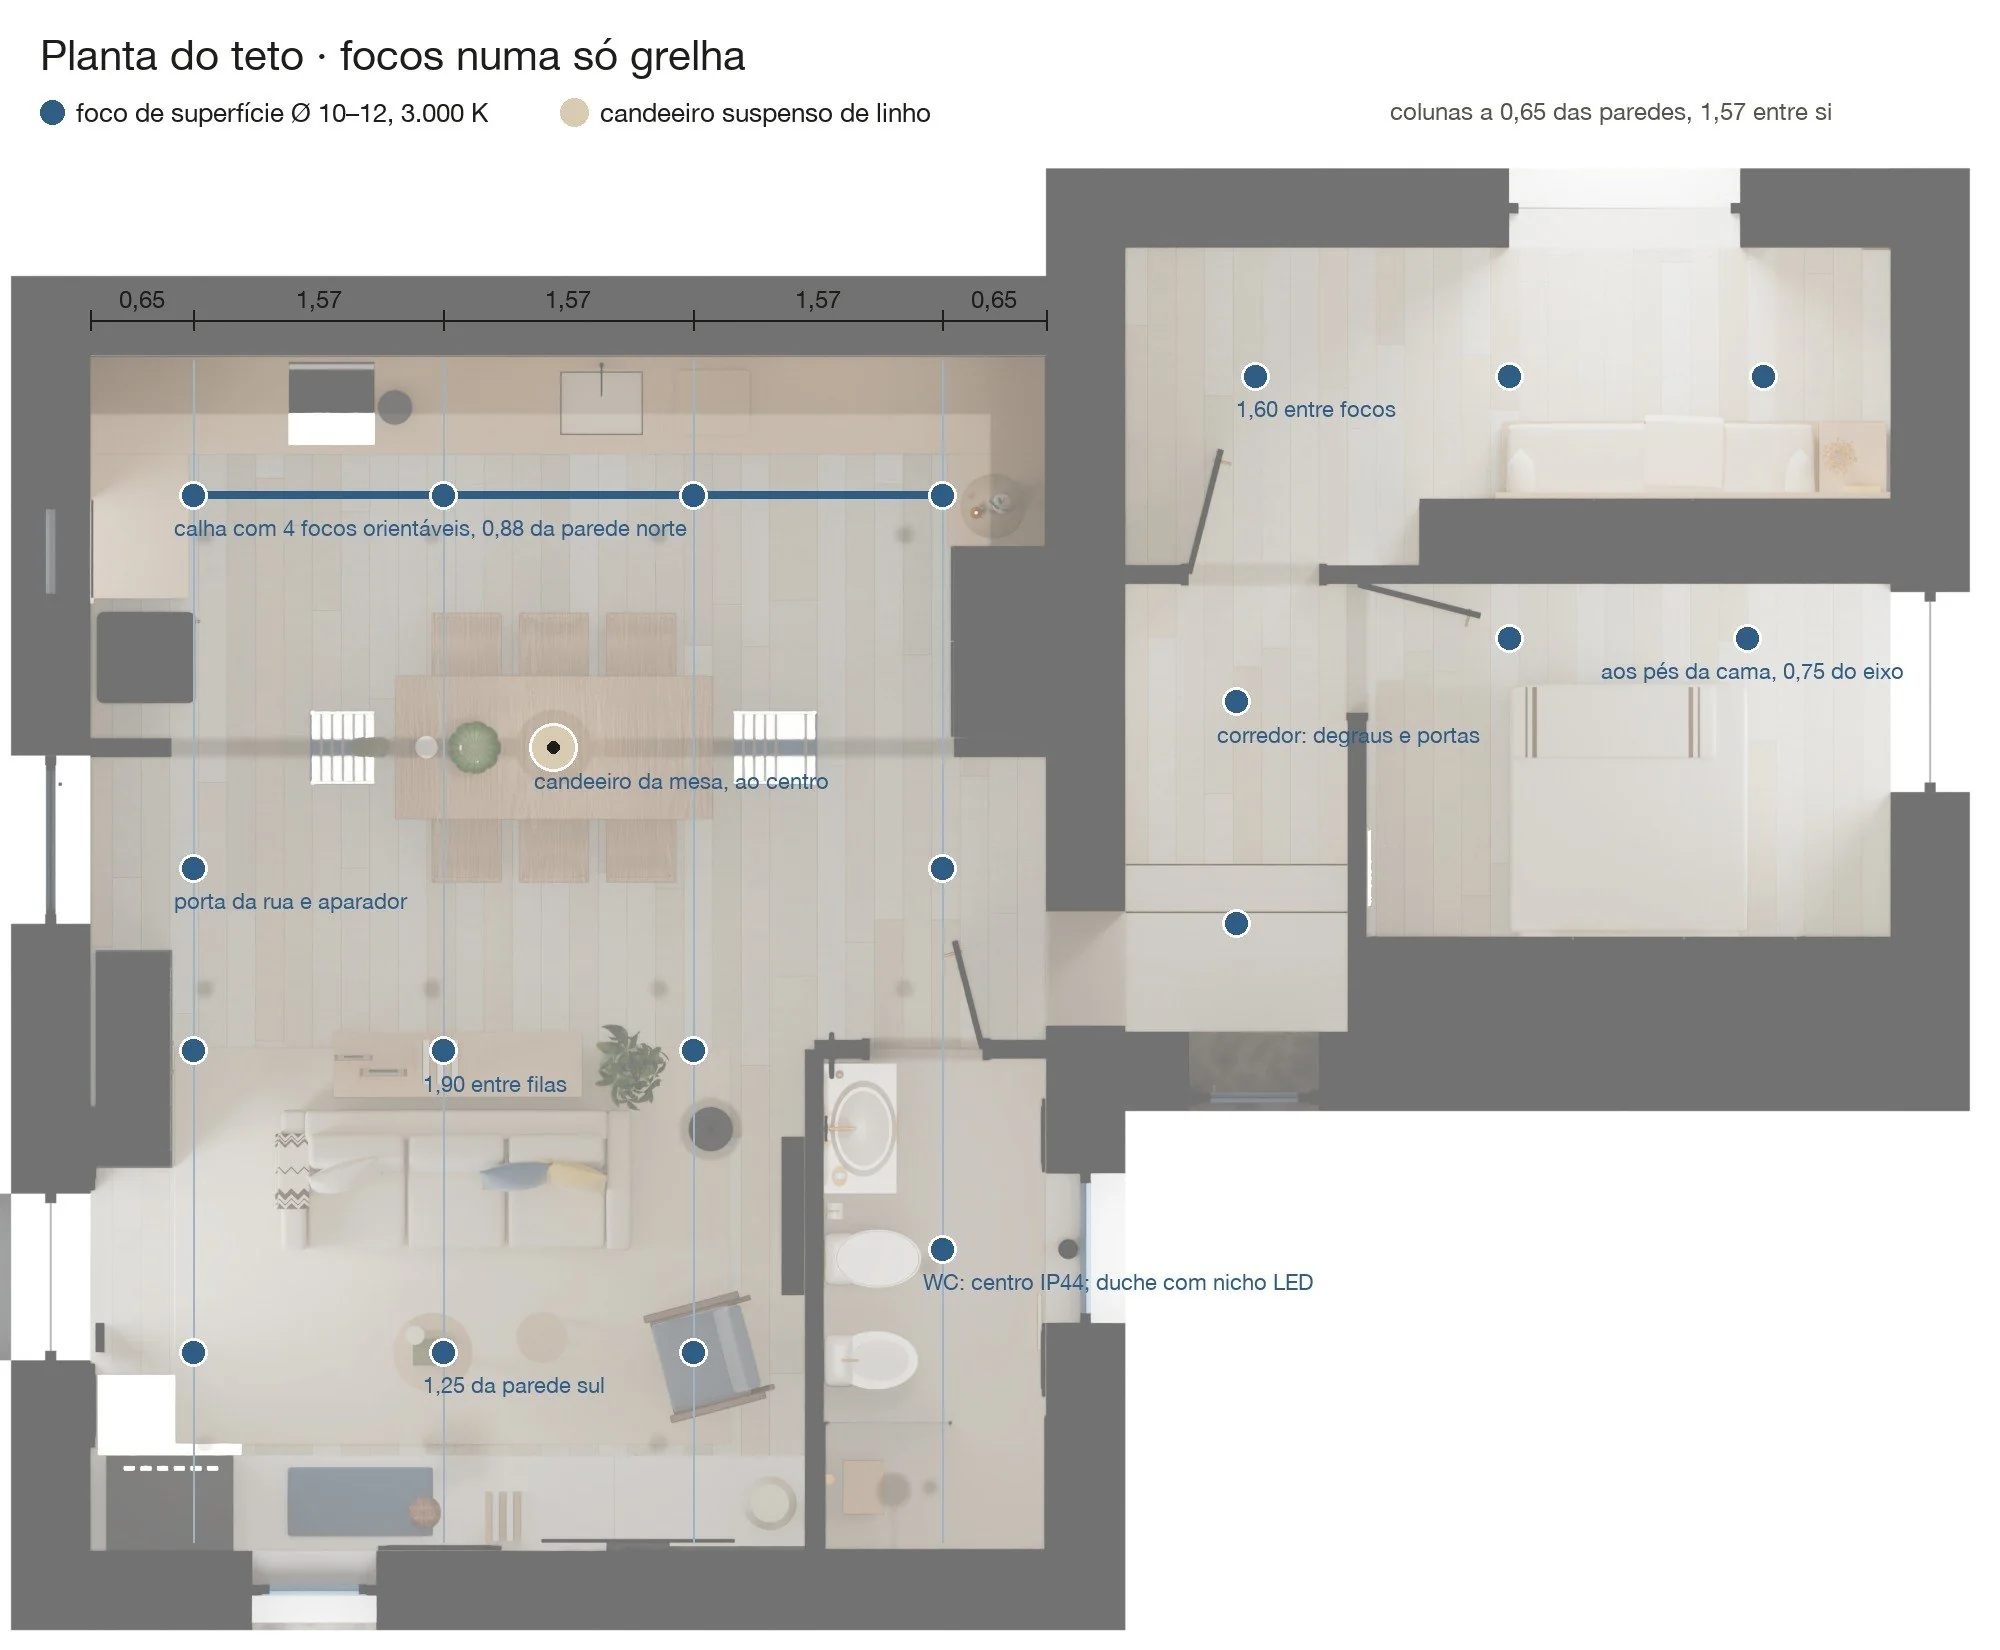 Planta do teto · focos numa só grelha
foco de superfície Ø 10–12, 3.000 K
candeeiro suspenso de linho
colunas a 0,65 das paredes, 1,57 entre si
0,65
1,57
1,57
1,57
0,65
1,60 entre focos
calha com 4 focos orientáveis, 0,88 da parede norte
aos pés da cama, 0,75 do eixo
corredor: degraus e portas
candeeiro da mesa, ao centro
porta da rua e aparador
1,90 entre filas
WC: centro IP44; duche com nicho LED
1,25 da parede sul